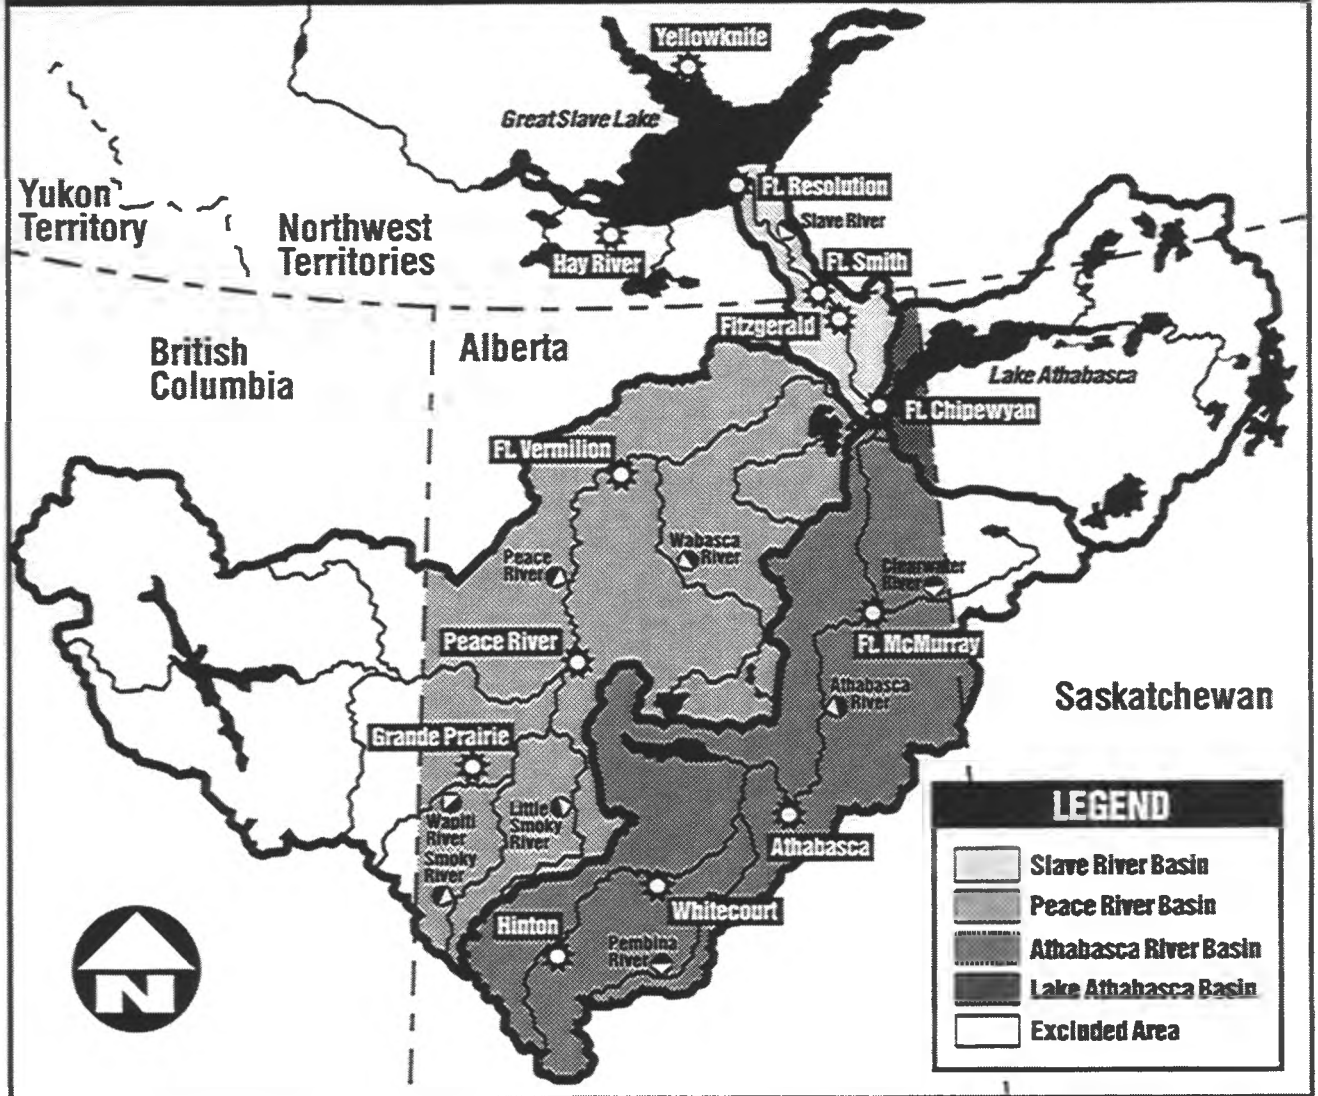 Yellowknife
Great Slave Lake
Ft. Resolution
Yukon
Territory
Northwest
Territories
Slave River
Hay River
Ft. Smith
Fitzgerald
British
Columbia
Alberta
Lake Athabasca
Ft. Chipewyan
Ft. Vermilion
Peace
River
Wabasca
River
Clearwater
River
Peace River
Ft. McMurray
Athabasca
River
Saskatchewan
Grande Prairie
Wapiti
River
Little
Smoky
River
Smoky
River
Athabasca
Whitecourt
Hinton
Pembina
River
N
LEGEND
Slave River Basin
Peace River Basin
Athabasca River Basin
Lake Athabasca Basin
Excluded Area